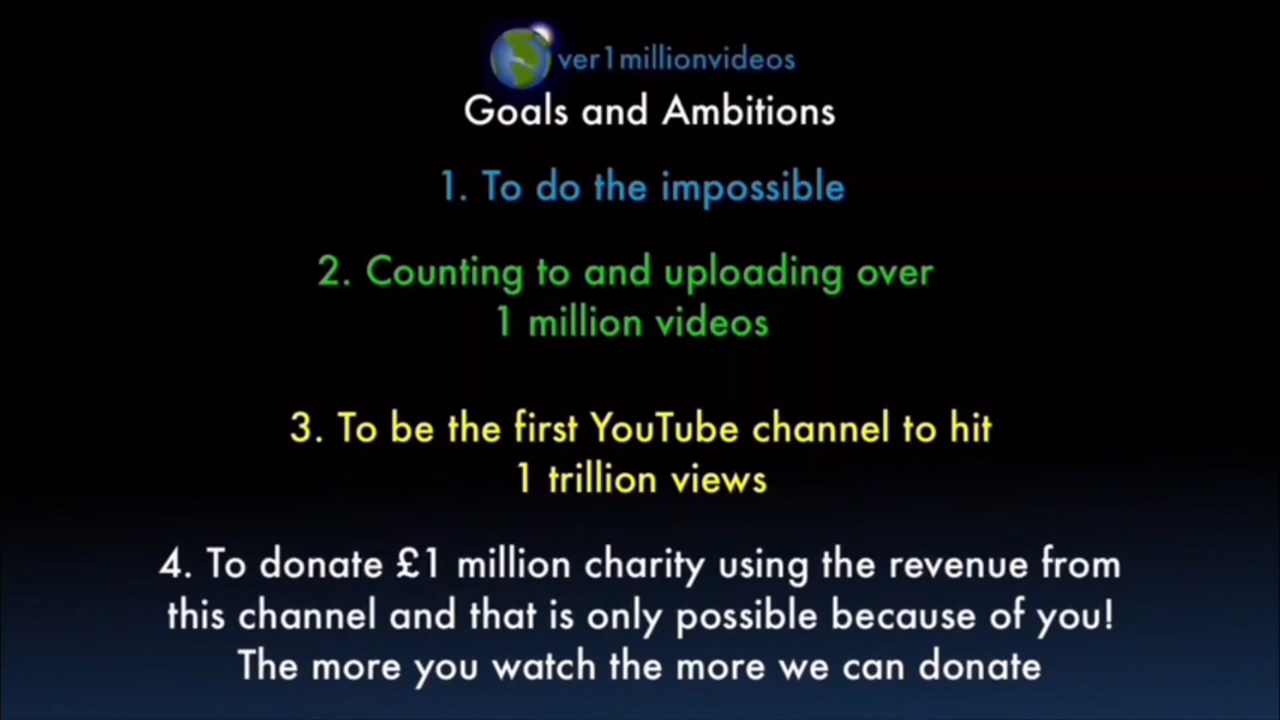 ver1millionvideos
Goals and Ambitions
1. To do the impossible
2. Counting to and uploading over
1 million videos
3. To be the first YouTube channel to hit
1 trillion views
4. To donate £1 million charity using the revenue from
this channel and that is only possible because of you!
The more you watch the more we can donate